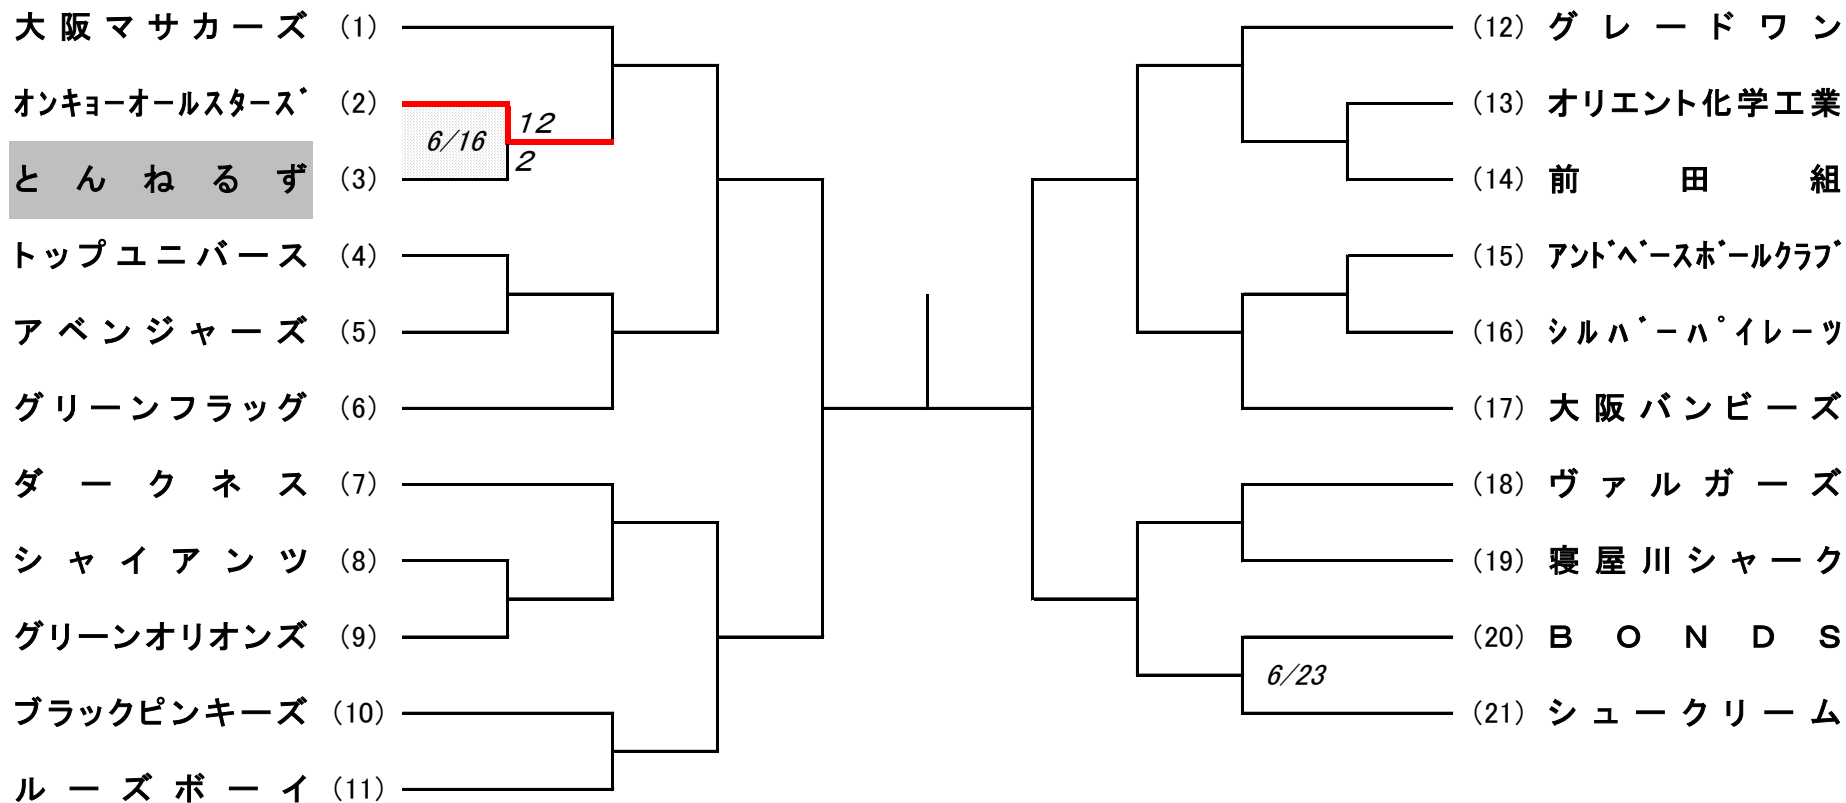 大阪マサカーズ (1)
オンキョーオールスターズ (2)
12
6/16
2
とんねるず (3)
トップユニバース (4)
アベンジャーズ (5)
グリーンフラッグ (6)
ダークネス (7)
シャイアンツ (8)
グリーンオリオンズ (9)
ブラックピンキーズ (10)
ルーズボーイ (11)
(12) グレードワン
(13) オリエント化学工業
(14) 前田組
(15) アンドベースボールクラブ
(16) シルバーパイレーツ
(17) 大阪バンビーズ
(18) ヴァルガーズ
(19) 寝屋川シャーク
(20) BONDS
6/23
(21) シュークリーム